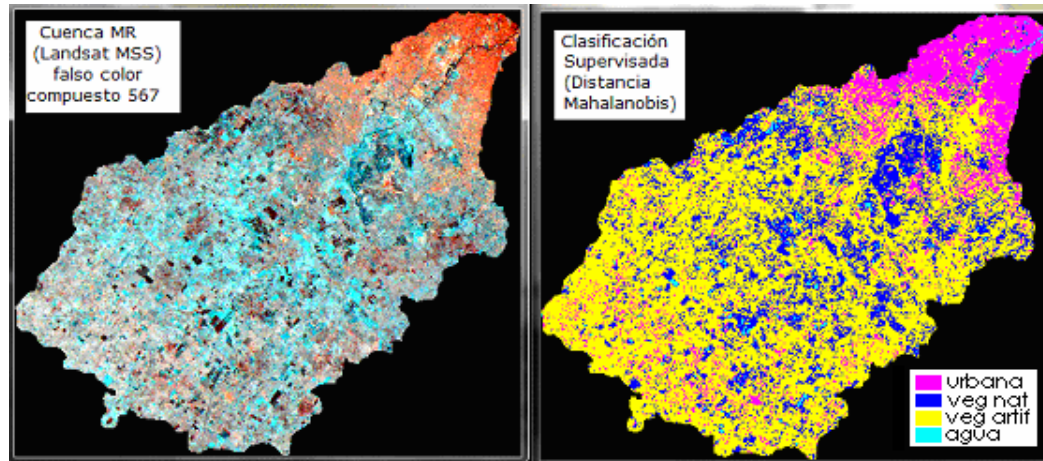 Cuenca MR
(Landsat MSS)
falso color
compuesto 567
Clasificación
Supervisada
(Distancia
Mahalanobis)
urbana
veg nat
veg artif
agua